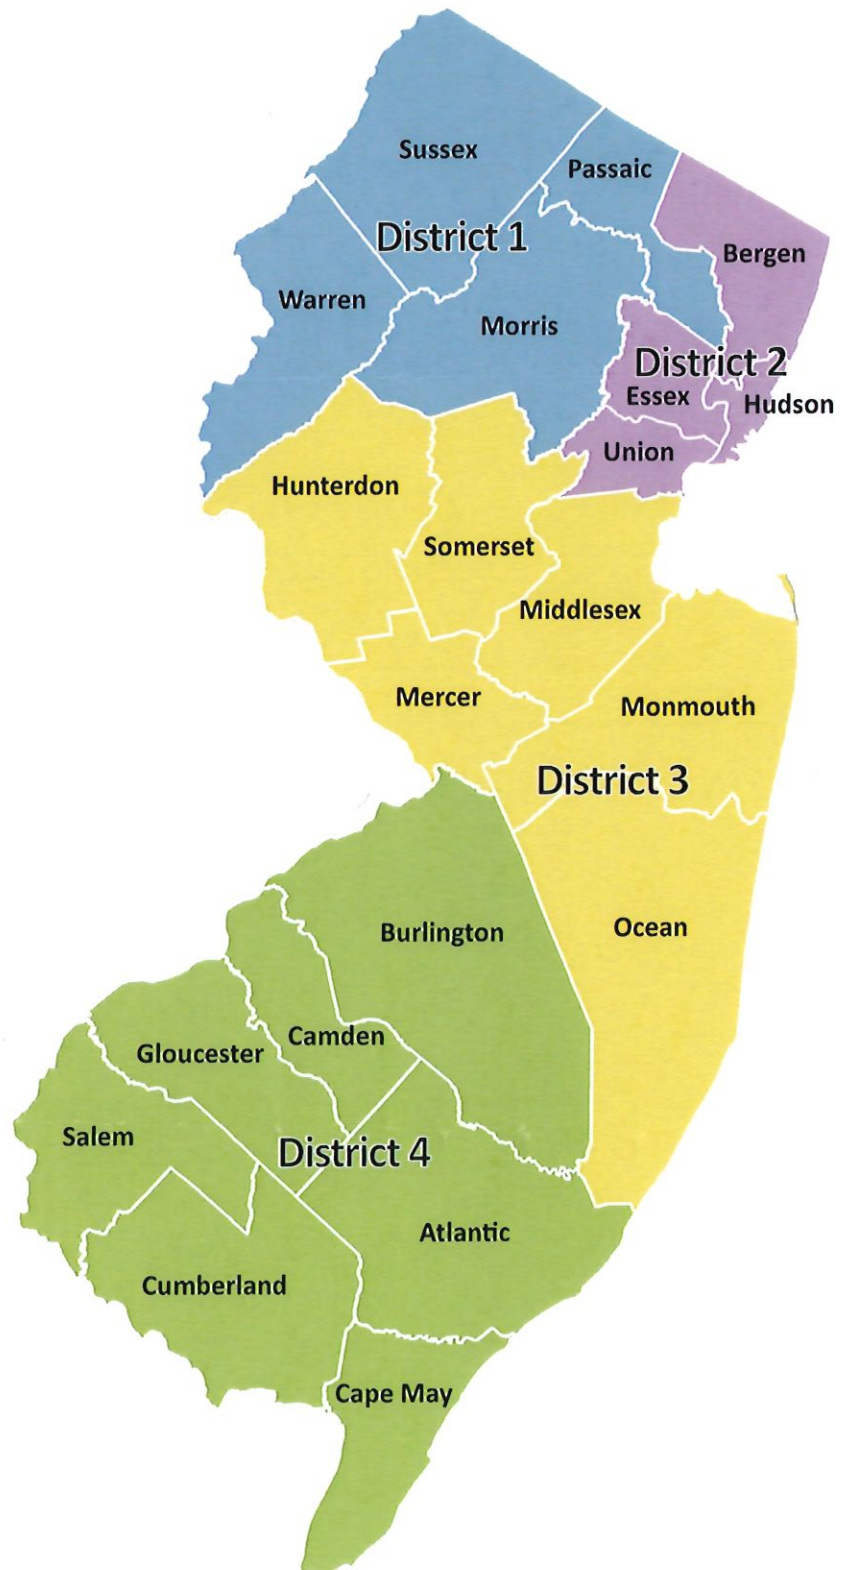 Sussex
Passaic
District 1
Bergen
Warren
Morris
District 2
Essex
Hudson
Union
Hunterdon
Somerset
Middlesex
Mercer
Monmouth
District 3
Ocean
Burlington
Camden
Gloucester
Salem
District 4
Atlantic
Cumberland
Cape May